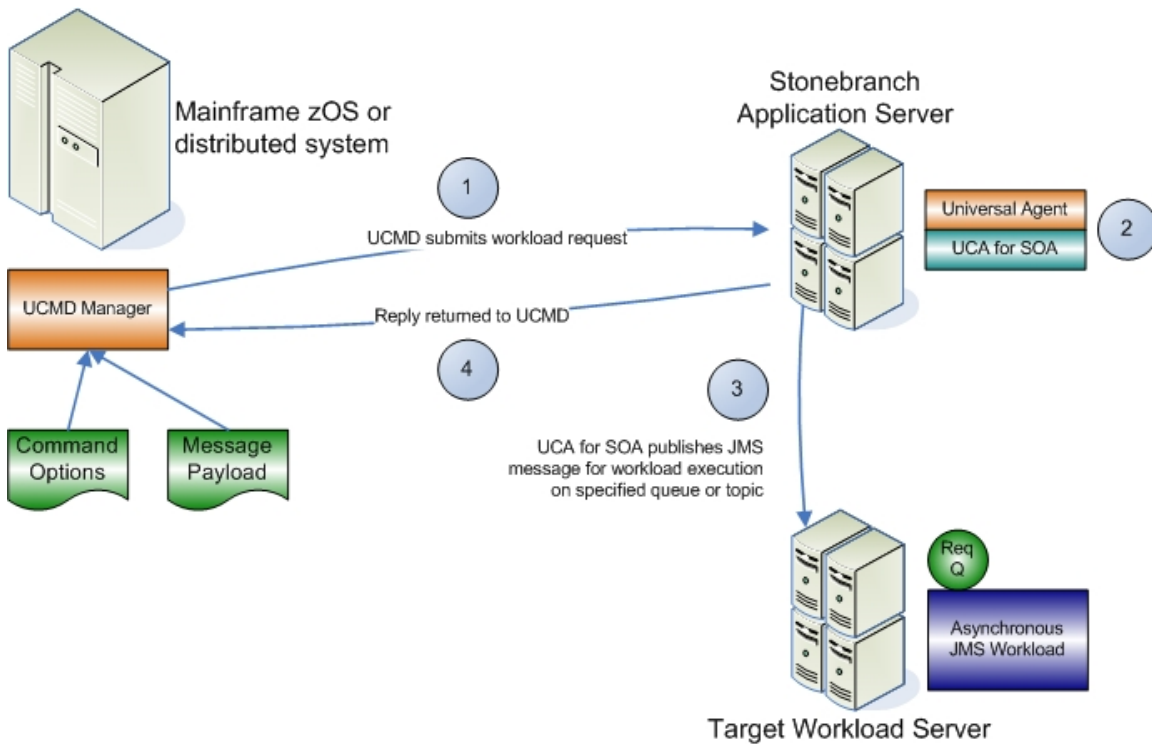 Mainframe zOS or
distributed system
Stonebranch
Application Server
1
UCMD submits workload request
Universal Agent
UCA for SOA
2
UCMD Manager
Reply returned to UCMD
4
3
Command
Options
Message
Payload
UCA for SOA publishes JMS
message for workload execution
on specified queue or topic
Req
Q
Asynchronous
JMS Workload
Target Workload Server